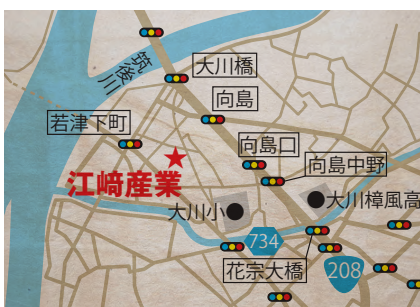 筑後川
大川橋
向島
若津下町
向島口
向島中野
江﨑産業
大川小
大川樟風高
734
花宗大橋
208